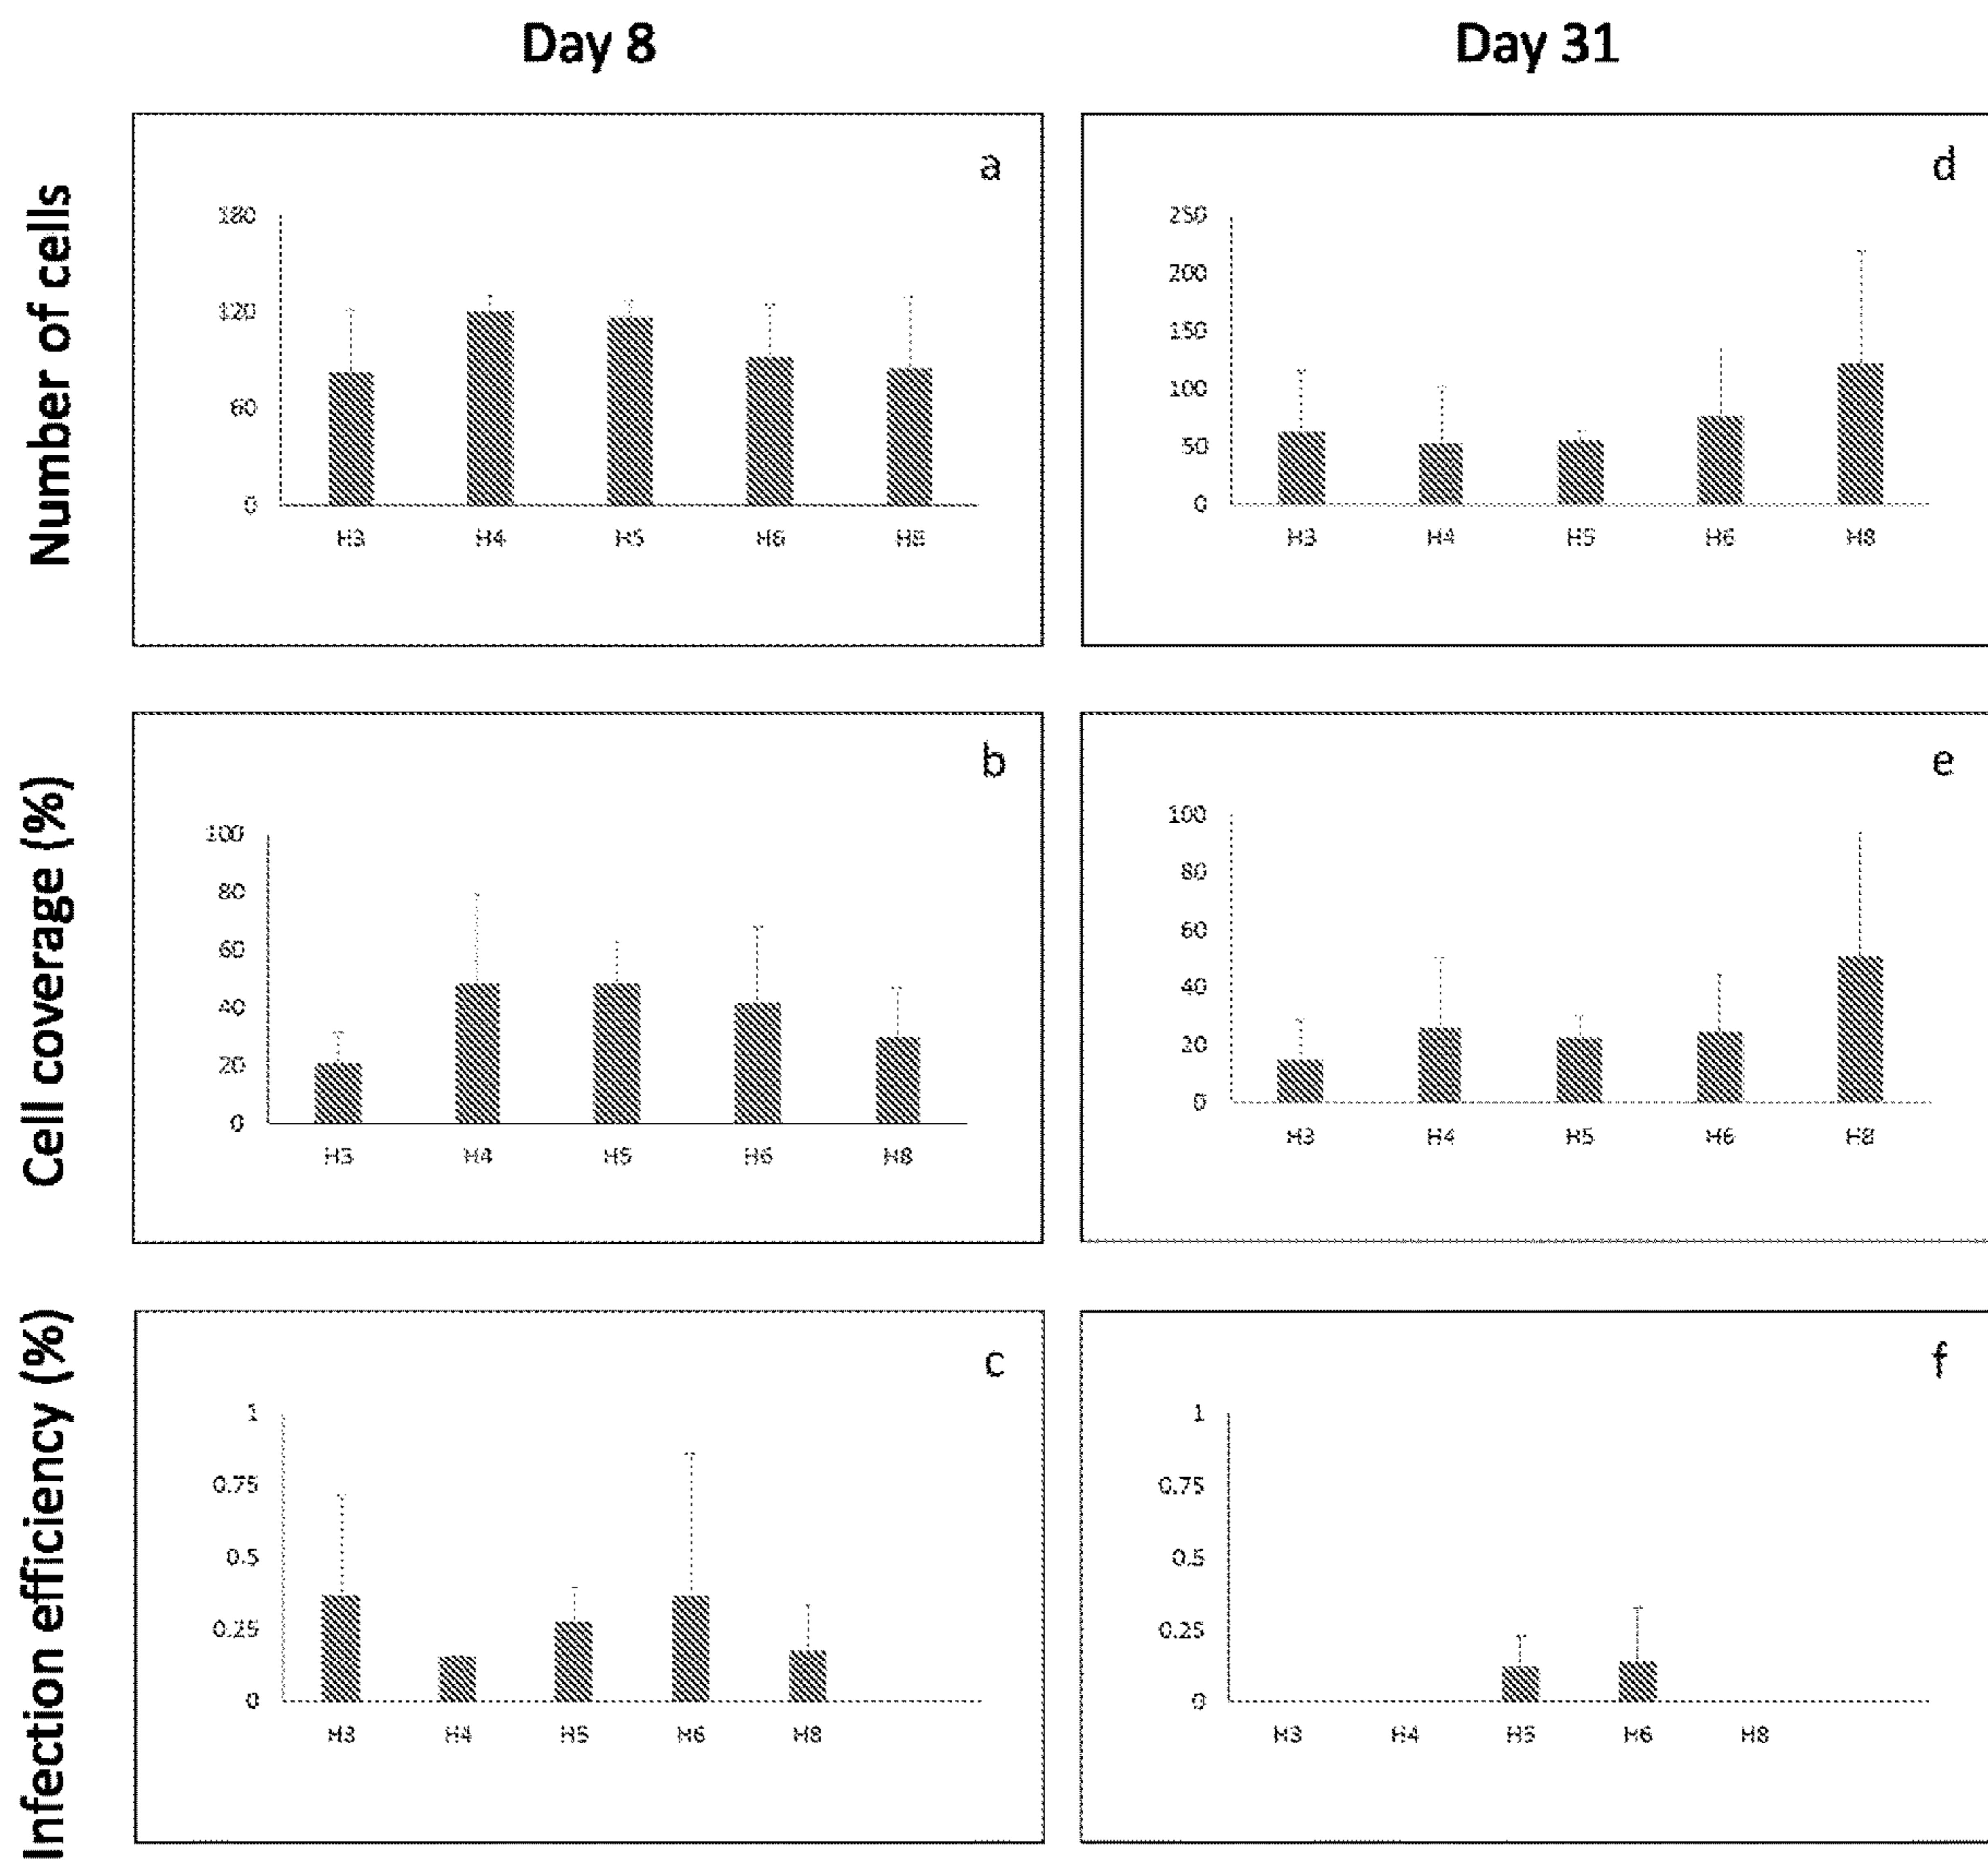 Day 8
Day 31
Number of cells
a
180
120
60
0
H3 H4 H5 H6 H8
d
250
200
150
100
50
0
H3 H4 H5 H6 H8
Cell coverage (%)
b
100
80
60
40
20
0
H3 H4 H5 H6 H8
e
100
80
60
40
20
0
H3 H4 H5 H6 H8
Infection efficiency (%)
c
1
0.75
0.5
0.25
0
H3 H4 H5 H6 H8
f
1
0.75
0.5
0.25
0
H3 H4 H5 H6 H8